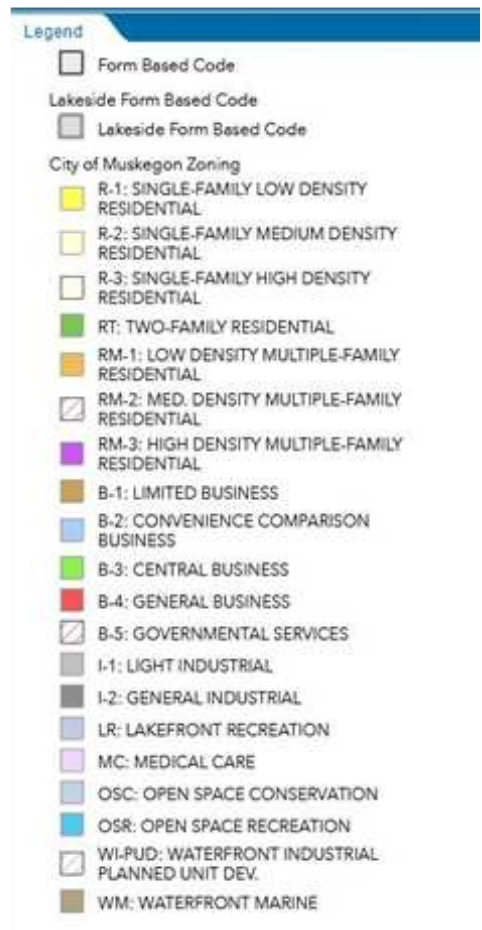 Legend
Form Based Code
Lakeside Form Based Code
Lakeside Form Based Code
City of Muskegon Zoning
R-1: SINGLE-FAMILY LOW DENSITY
RESIDENTIAL
R-2: SINGLE-FAMILY MEDIUM DENSITY
RESIDENTIAL
R-3: SINGLE-FAMILY HIGH DENSITY
RESIDENTIAL
RT: TWO-FAMILY RESIDENTIAL
RM-1: LOW DENSITY MULTIPLE-FAMILY
RESIDENTIAL
RM-2: MED. DENSITY MULTIPLE-FAMILY
RESIDENTIAL
RM-3: HIGH DENSITY MULTIPLE-FAMILY
RESIDENTIAL
B-1: LIMITED BUSINESS
B-2: CONVENIENCE COMPARISON
BUSINESS
B-3: CENTRAL BUSINESS
B-4: GENERAL BUSINESS
B-5: GOVERNMENTAL SERVICES
I-1: LIGHT INDUSTRIAL
I-2: GENERAL INDUSTRIAL
LR: LAKEFRONT RECREATION
MC: MEDICAL CARE
OSC: OPEN SPACE CONSERVATION
OSR: OPEN SPACE RECREATION
WI-PUD: WATERFRONT INDUSTRIAL
PLANNED UNIT DEV.
WM: WATERFRONT MARINE